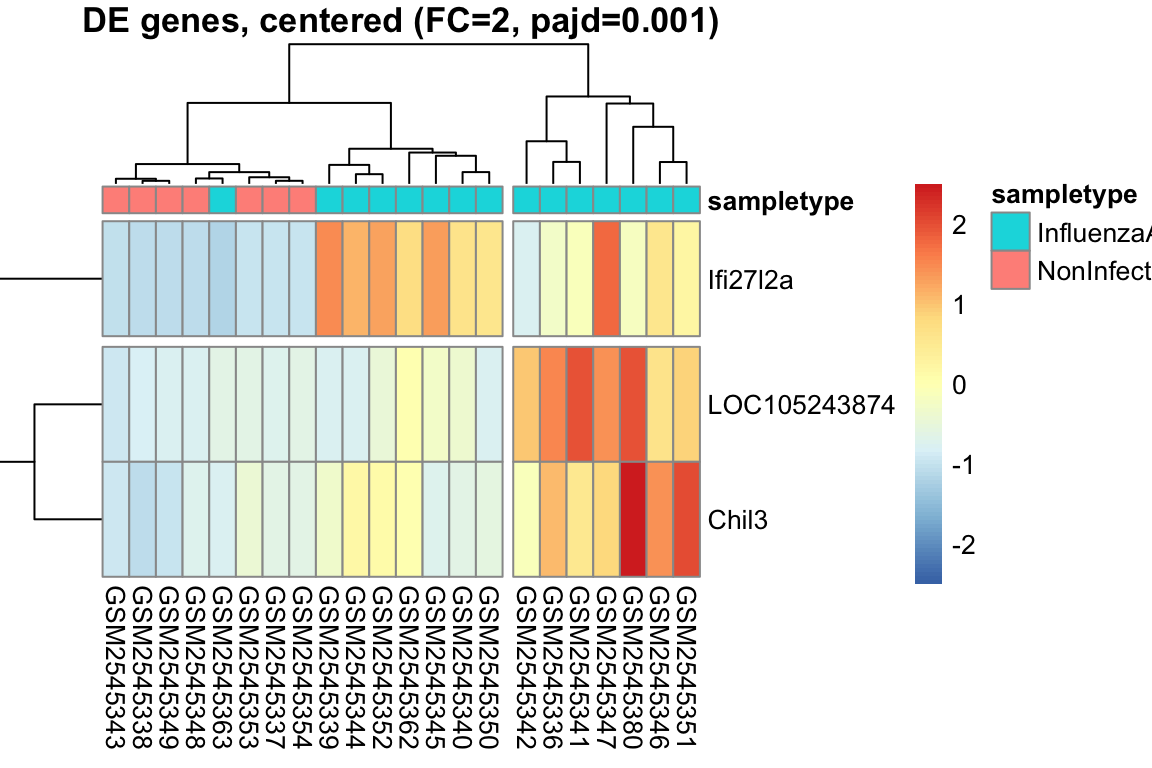 DE genes, centered (FC=2, pajd=0.001)
sampletype
Ifi27l2a
LOC105243874
Chil3
GSM2545343
GSM2545338
GSM2545349
GSM2545348
GSM2545363
GSM2545353
GSM2545337
GSM2545354
GSM2545339
GSM2545344
GSM2545352
GSM2545362
GSM2545345
GSM2545340
GSM2545350
GSM2545342
GSM2545336
GSM2545341
GSM2545347
GSM2545380
GSM2545346
GSM2545351
2
1
0
-1
-2
sampletype
InfluenzaA
NonInfect